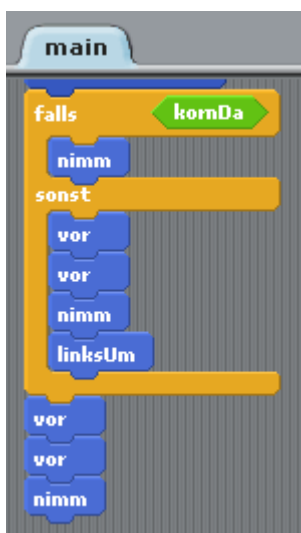 main
falls kornDa
nimm
sonst
vor
vor
nimm
linksUm
vor
vor
nimm